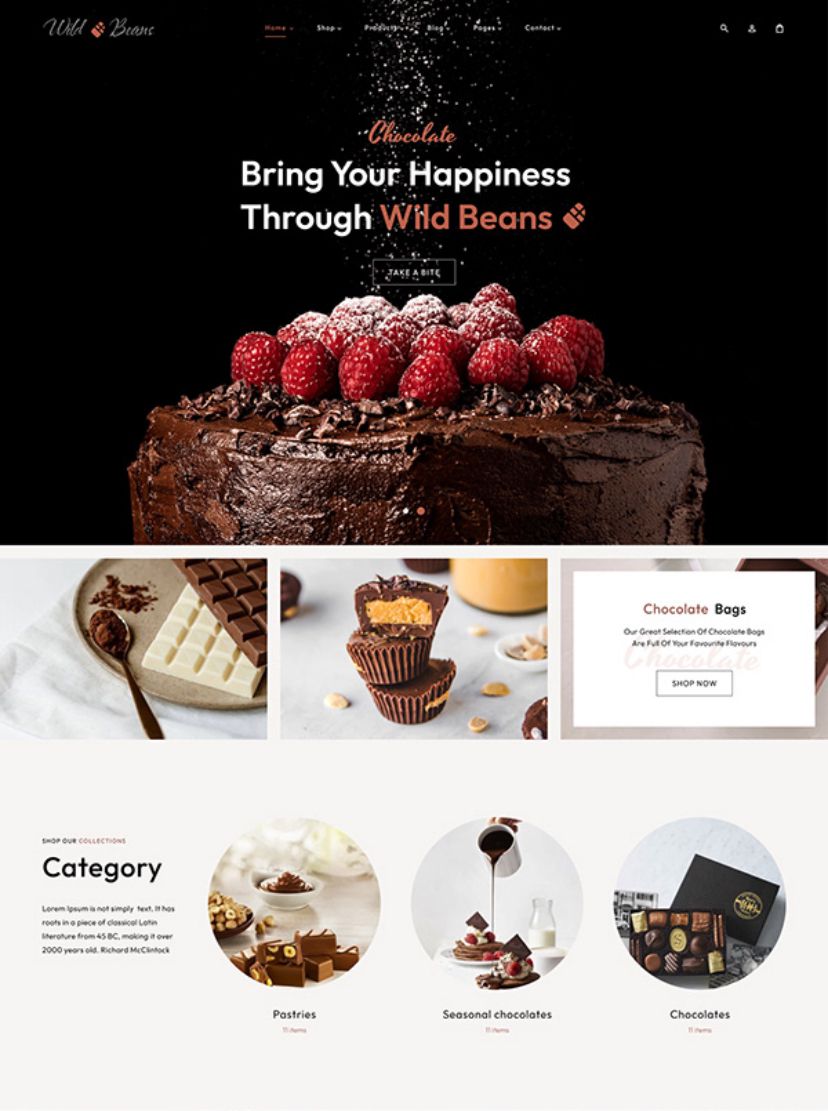 Wild Beans
Home Shop Products Blog Pages Contact
Chocolate
Bring Your Happiness
Through Wild Beans
TAKE A BITE
Chocolate Bags
Our Great Selection Of Chocolate Bags
Are Full Of Your Favourite Flavours
Chocolate
SHOP NOW
SHOP OUR COLLECTIONS
Category
Lorem Ipsum is not simply text. It has
roots in a piece of classical Latin
literature from 45 BC, making it over
2000 years old. Richard McClintock
Pastries
11 items
Seasonal chocolates
11 items
Chocolates
11 items